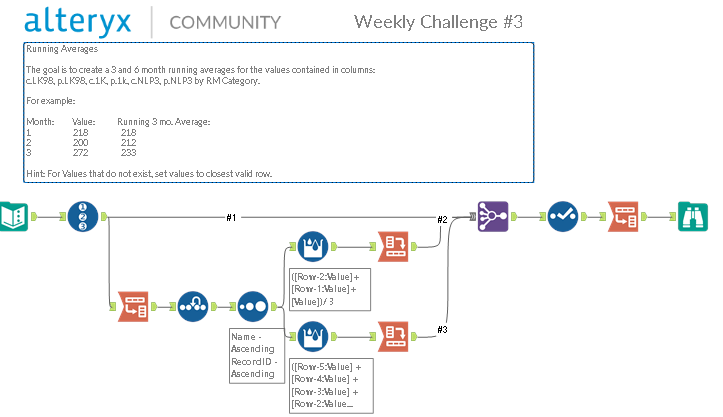 alteryx COMMUNITY Weekly Challenge #3
Running Averages
The goal is to create a 3 and 6 month running averages for the values contained in columns:
c.LK98, p.LK98, c.1K, p.1k, c.NLP3, p.NLP3 by RM Category.
For example:
Month: Value: Running 3 mo. Average:
1 218 218
2 200 212
3 272 233
Hint: For Values that do not exist, set values to closest valid row.
#1
#2
1
2
3
([Row-2:Value] +
[Row-1:Value] +
[Value]) / 3
#3
Name -
Ascending
RecordID -
Ascending
([Row-5:Value] +
[Row-4:Value] +
[Row-3:Value] +
[Row-2:Value...